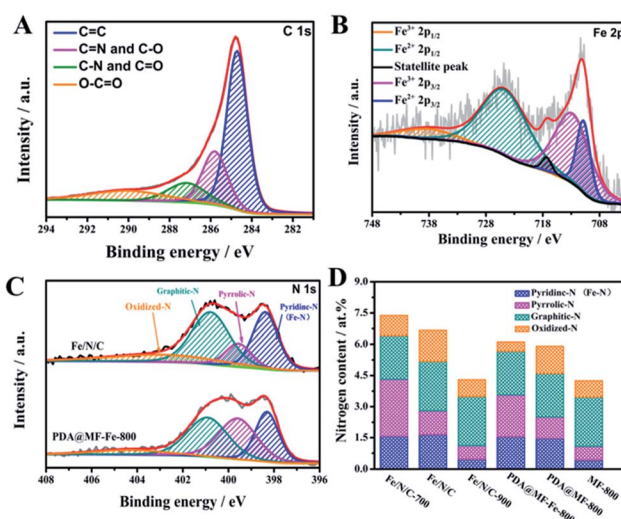 A
C 1s
C=C
C=N and C-O
C-N and C=O
O-C=O
Intensity / a.u.
294 292 290 288 286 284 282
Binding energy / eV
B
Fe 2p
Fe³⁺ 2p₁/₂
Fe²⁺ 2p₁/₂
Statellite peak
Fe³⁺ 2p₃/₂
Fe²⁺ 2p₃/₂
Intensity / a.u.
748 738 728 718 708
Binding energy / eV
C
N 1s
Graphitic-N
Pyrrolic-N
Oxidized-N
Pyridinc-N
(Fe-N)
Fe/N/C
PDA@MF-Fe-800
Intensity / a.u.
408 406 404 402 400 398 396
Binding energy / eV
D
Pyridinc-N (Fe-N)
Pyrrolic-N
Graphitic-N
Oxidized-N
Nitrogen content / at.%
9.0
7.5
6.0
4.5
3.0
1.5
0.0
Fe/N/C-700
Fe/N/C
Fe/N/C-900
PDA@MF-Fe-800
PDA@MF-800
MF-800